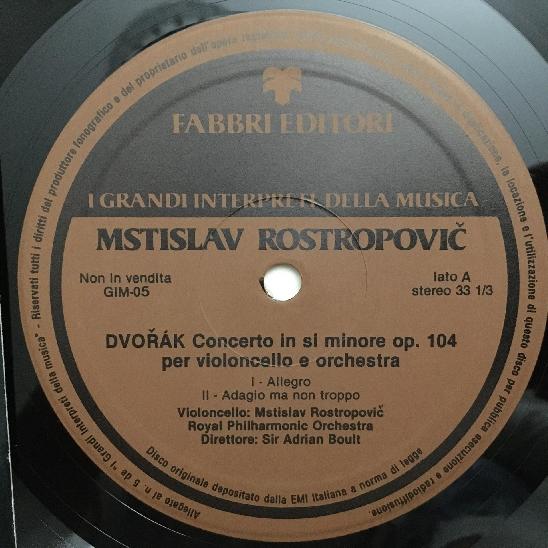 FABBRI EDITORI
I GRANDI INTERPRETI DELLA MUSICA
MSTISLAV ROSTROPOVIČ
Non in vendita
GIM-05
lato A
stereo 33 1/3
DVOŘÁK Concerto in si minore op. 104
per violoncello e orchestra
I - Allegro
II - Adagio ma non troppo
Violoncello: Mstislav Rostropovič
Royal Philharmonic Orchestra
Direttore: Sir Adrian Boult
Disco originale depositato dalla EMI Italiana a norma di legge
Allegato al n. 5 de "I Grandi Interpreti della musica" - Riservati tutti i diritti del produttore fonografico e del proprietario dell'opera la locazione e l'utilizzazione di questo disco per pubblica esecuzione e radiodiffusione.